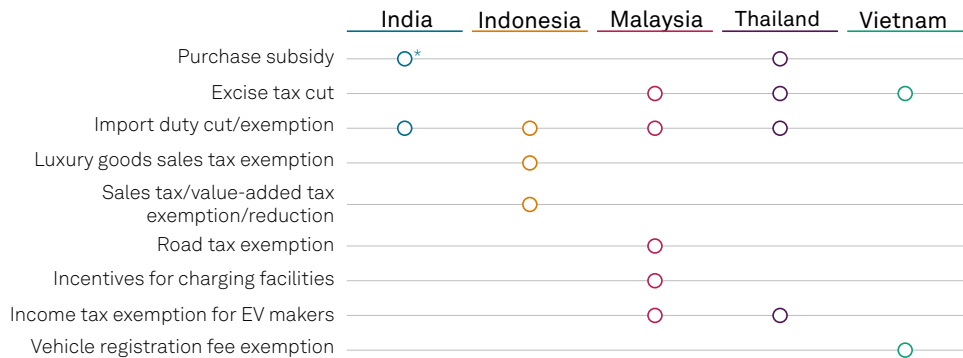 India Indonesia Malaysia Thailand Vietnam
Purchase subsidy *
Excise tax cut
Import duty cut/exemption
Luxury goods sales tax exemption
Sales tax/value-added tax
exemption/reduction
Road tax exemption
Incentives for charging facilities
Income tax exemption for EV makers
Vehicle registration fee exemption